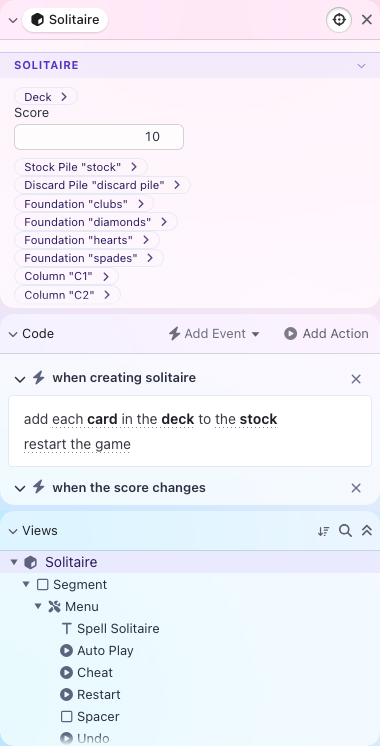 Solitaire
SOLITAIRE
Deck
Score
10
Stock Pile "stock"
Discard Pile "discard pile"
Foundation "clubs"
Foundation "diamonds"
Foundation "hearts"
Foundation "spades"
Column "C1"
Column "C2"
Code Add Event Add Action
when creating solitaire
add each card in the deck to the stock
restart the game
when the score changes
Views
Solitaire
Segment
Menu
Spell Solitaire
Auto Play
Cheat
Restart
Spacer
Undo